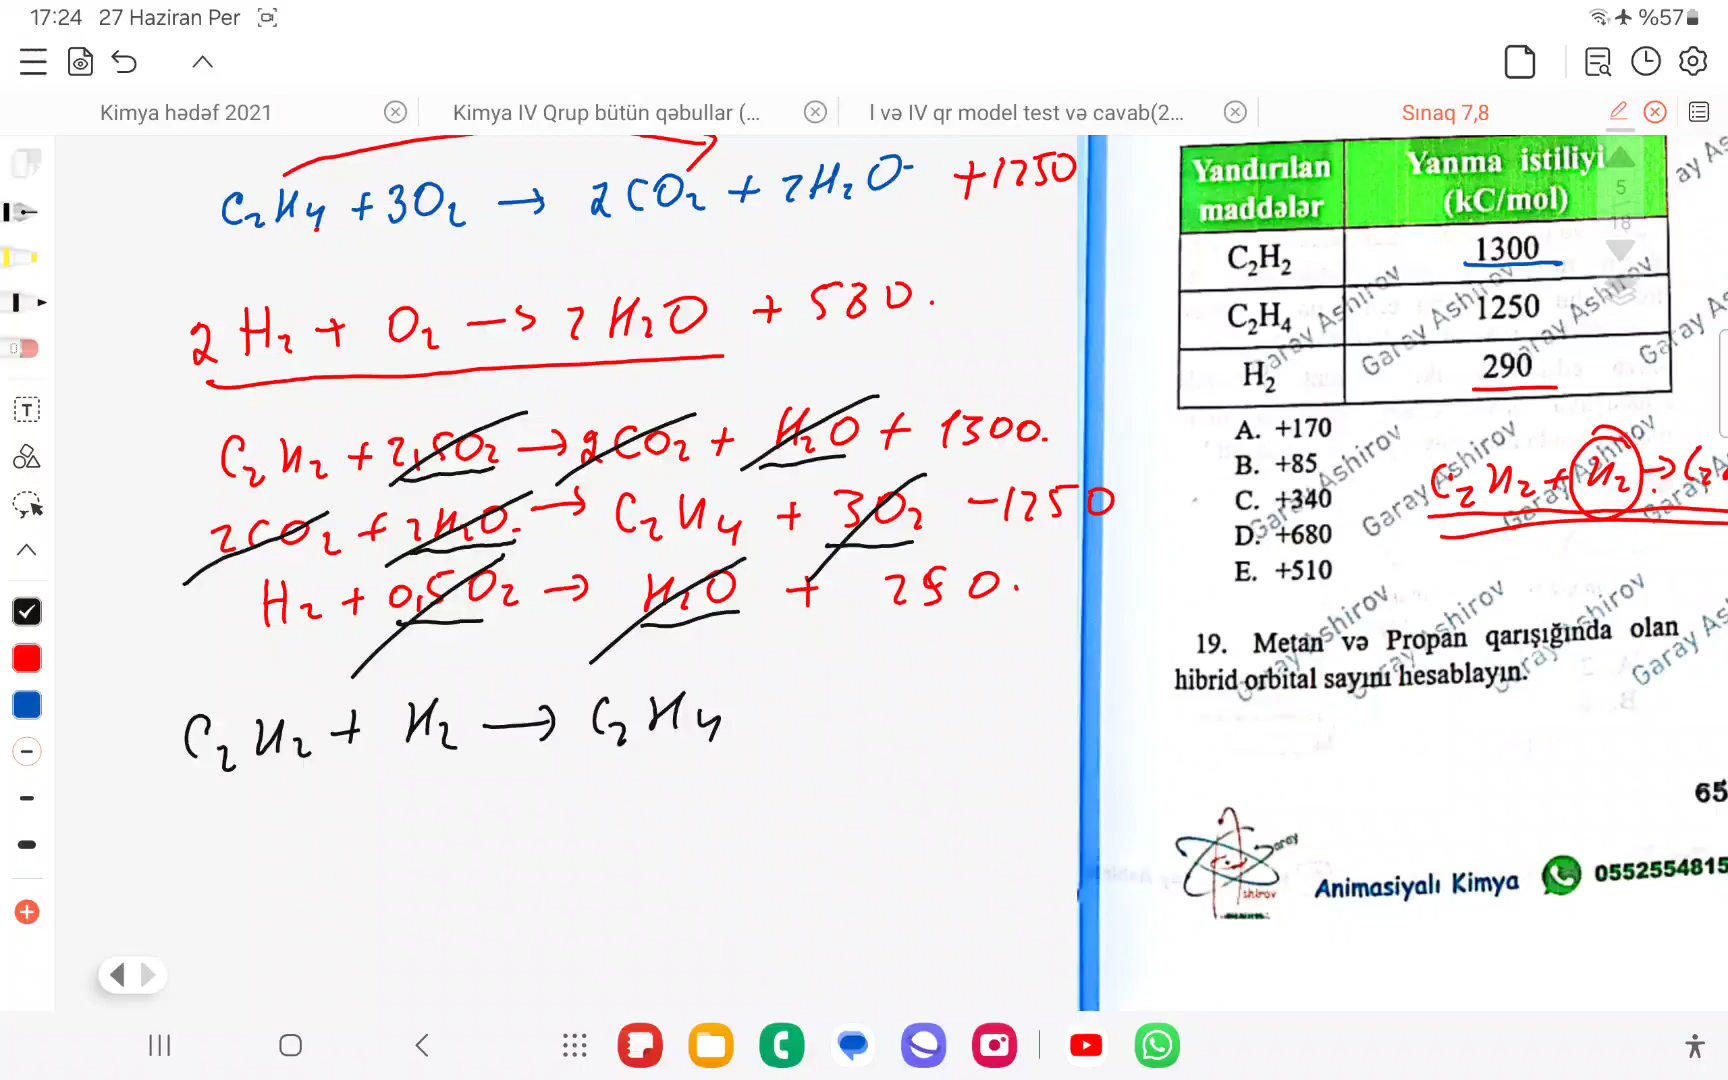 17:24 27 Haziran Per %57
Kimya hədəf 2021
Kimya IV Qrup bütün qəbullar (...
I və IV qr model test və cavab(2...
Sınaq 7,8
C₂H₄ + 3O₂ → 2CO₂ + 2H₂O + 1250
2H₂ + O₂ → 2H₂O + 580.
C₂H₂ + 2,5O₂ → 2CO₂ + H₂O + 1300.
2CO₂ + 2H₂O → C₂H₄ + 3O₂ - 1250
H₂ + 0,5O₂ → H₂O + 290.
C₂H₂ + H₂ → C₂H₄
Yandırılan maddələr Yanma istiliyi (kC/mol)
C₂H₂ 1300
C₂H₄ 1250
H₂ 290
5
18
A. +170
B. +85
C. +340
D. +680
E. +510
C₂H₂ + H₂ → C₂
19. Metan və Propan qarışığında olan
hibrid orbital sayını hesablayın.
65
Animasiyalı Kimya 0552554815
Garay Ashirov